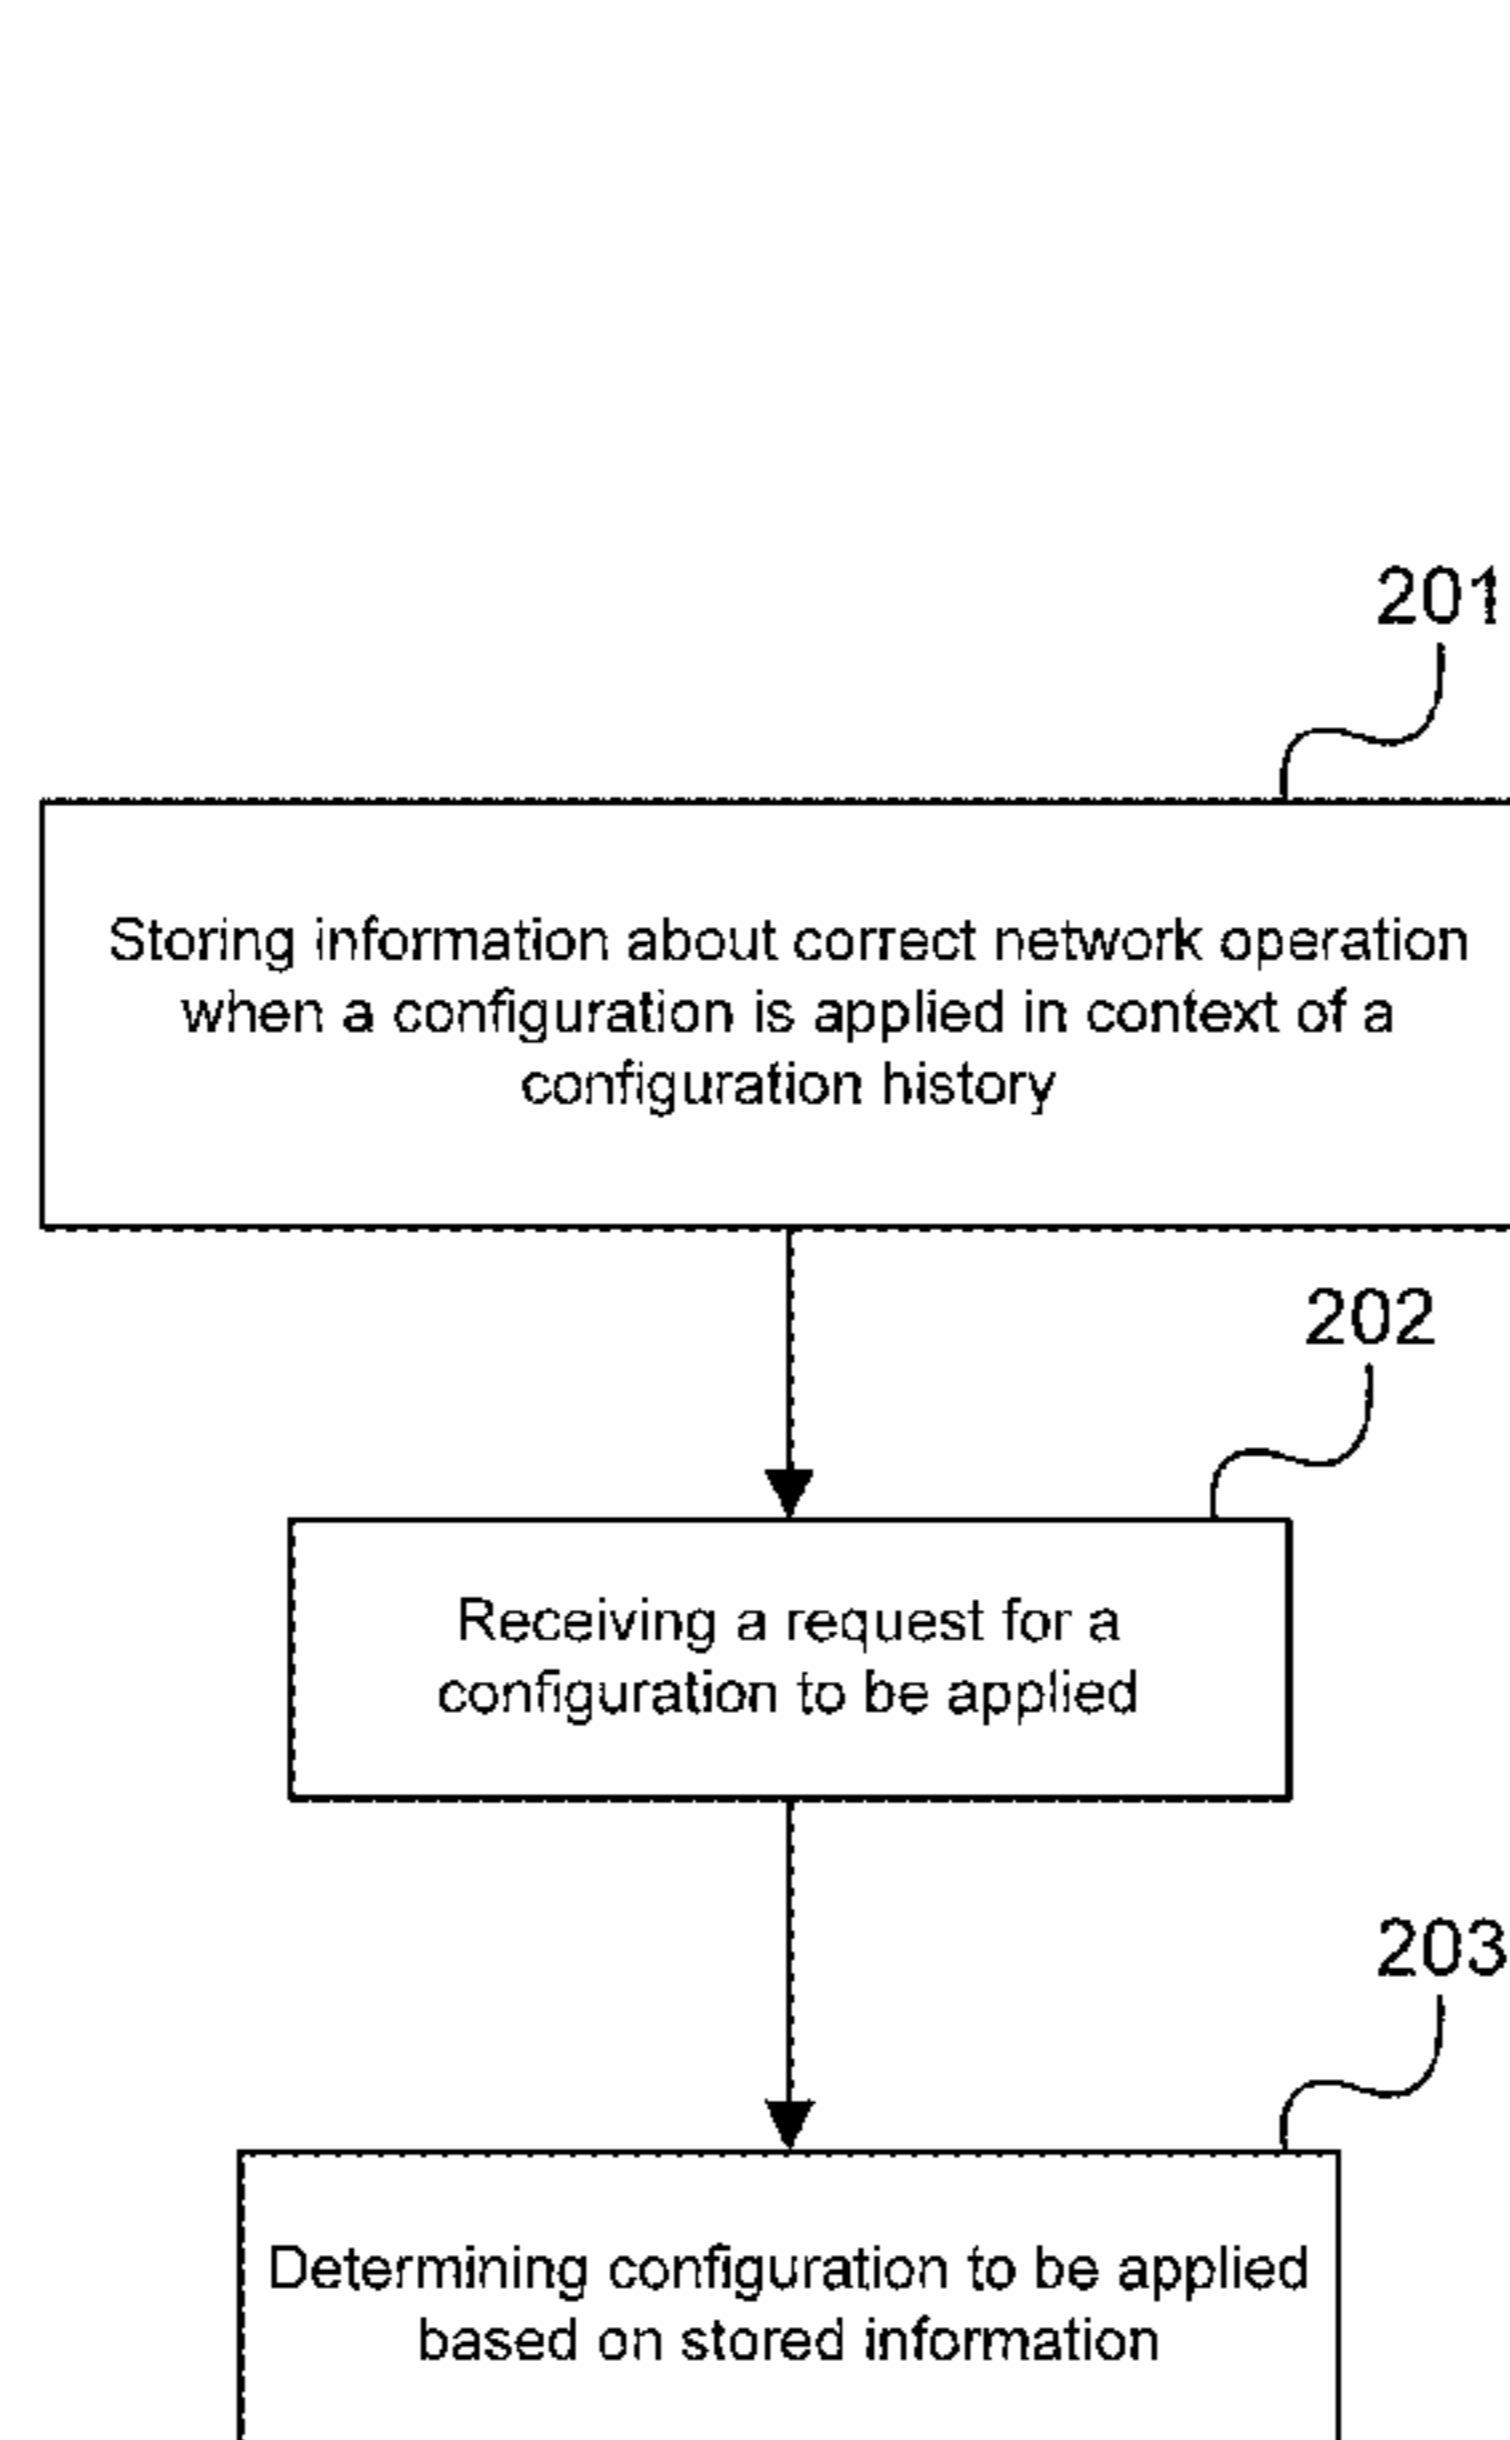 201
Storing information about correct network operation
when a configuration is applied in context of a
configuration history
202
Receiving a request for a
configuration to be applied
203
Determining configuration to be applied
based on stored information